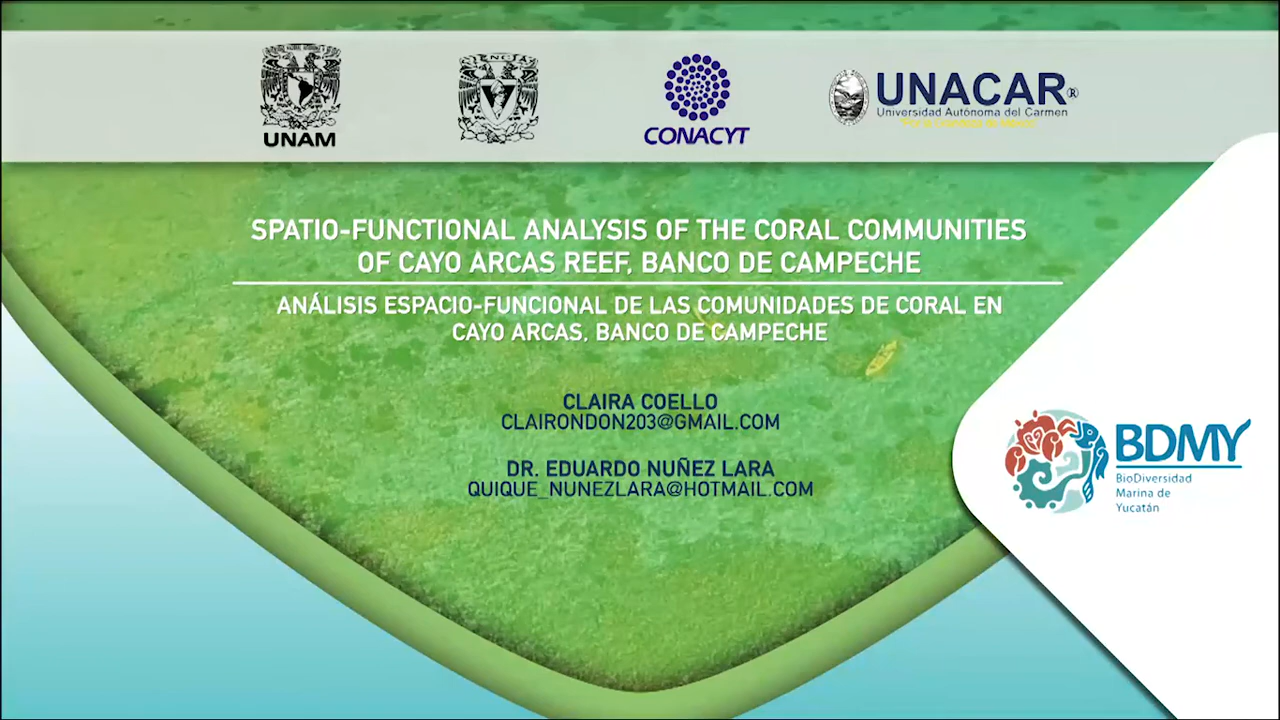 UNAM
CIENCIAS
CONACYT
UNACAR®
Universidad Autónoma del Carmen
SPATIO-FUNCTIONAL ANALYSIS OF THE CORAL COMMUNITIES
OF CAYO ARCAS REEF, BANCO DE CAMPECHE
ANÁLISIS ESPACIO-FUNCIONAL DE LAS COMUNIDADES DE CORAL EN
CAYO ARCAS, BANCO DE CAMPECHE
CLAIRA COELLO
CLAIRONDON203@GMAIL.COM
DR. EDUARDO NUÑEZ LARA
QUIQUE_NUNEZLARA@HOTMAIL.COM
BDMY
BioDiversidad
Marina de
Yucatán